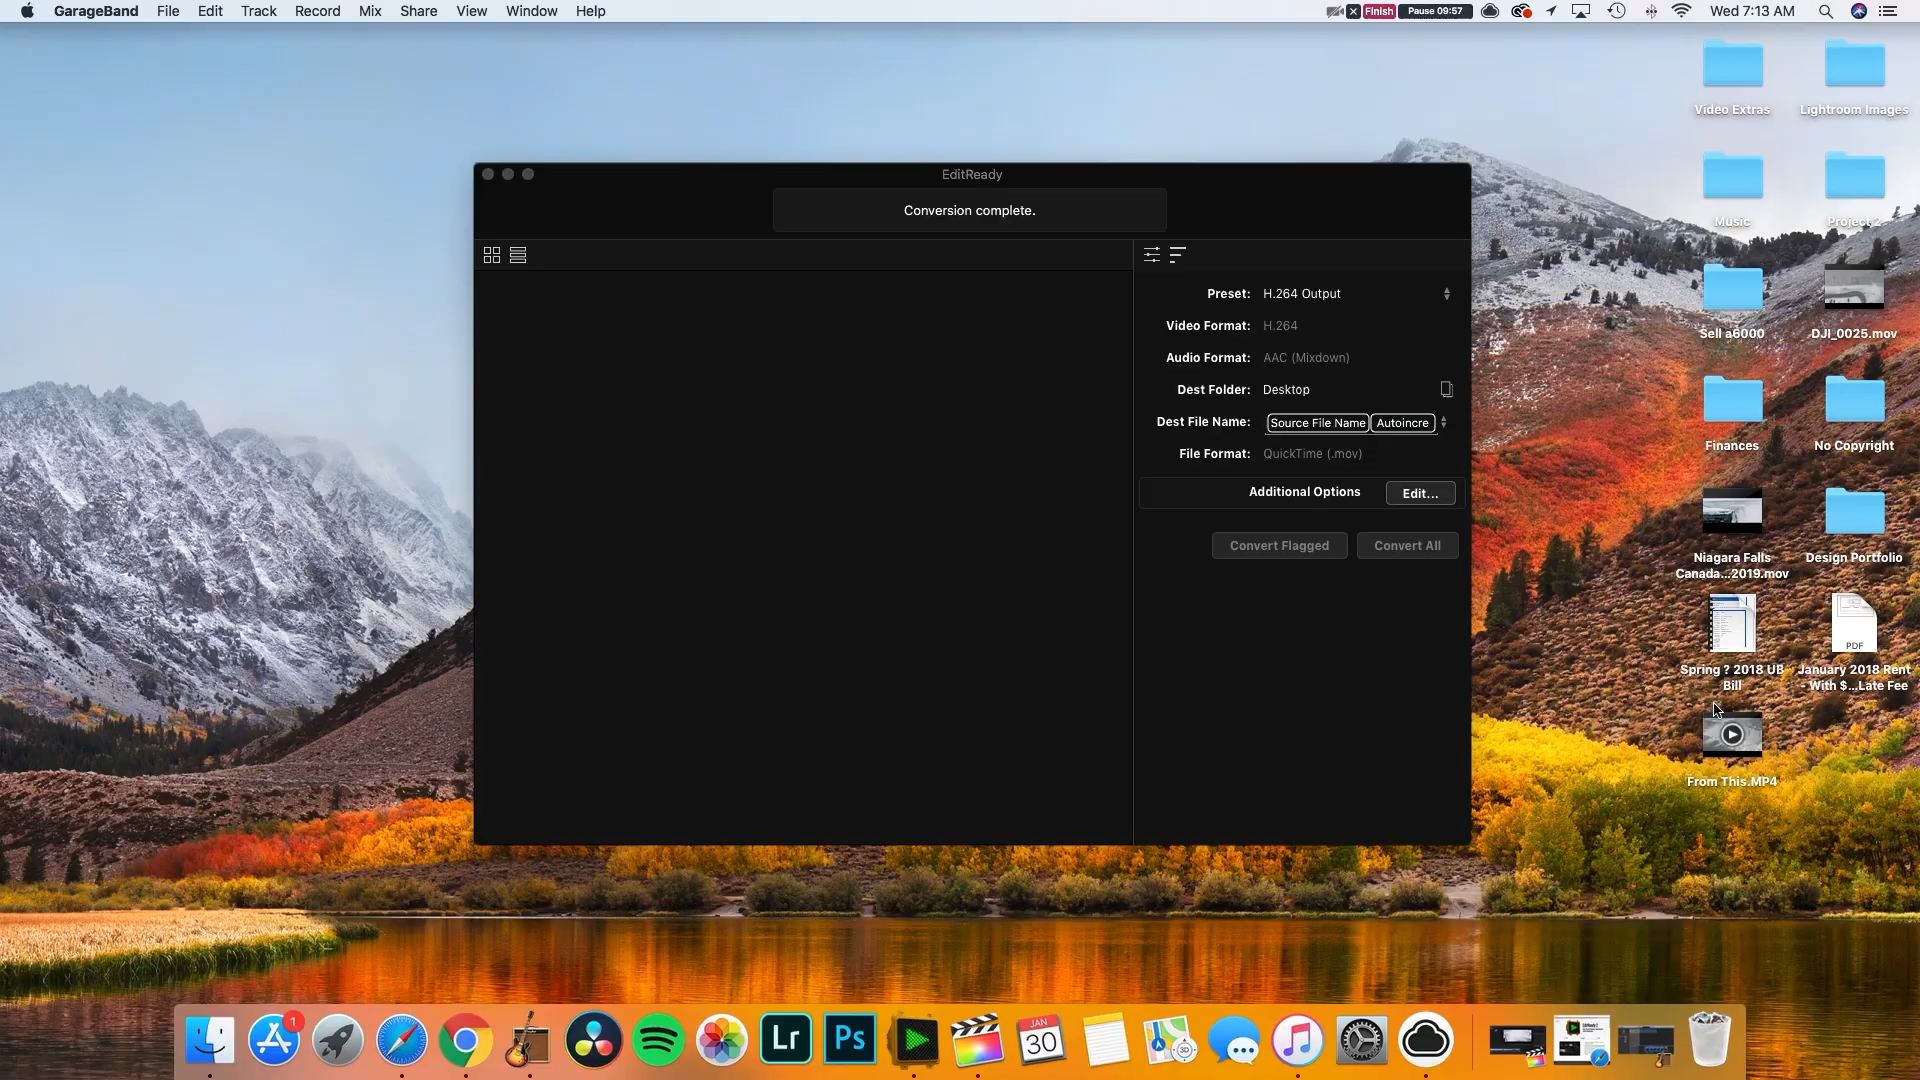 GarageBand File Edit Track Record Mix Share View Window Help
Finish Pause 09:57 Wed 7:13 AM
Video Extras
Lightroom Images
Music
Project 2
Sell a6000
DJI_0025.mov
Finances
No Copyright
Niagara Falls
Canada...2019.mov
Design Portfolio
Spring ? 2018 UB
Bill
PDF
January 2018 Rent
- With $...Late Fee
From This.MP4
EditReady
Conversion complete.
Preset: H.264 Output
Video Format: H.264
Audio Format: AAC (Mixdown)
Dest Folder: Desktop
Dest File Name: Source File Name Autoincre
File Format: QuickTime (.mov)
Additional Options Edit...
Convert Flagged Convert All
1
Lr
Ps
JAN
30
3D